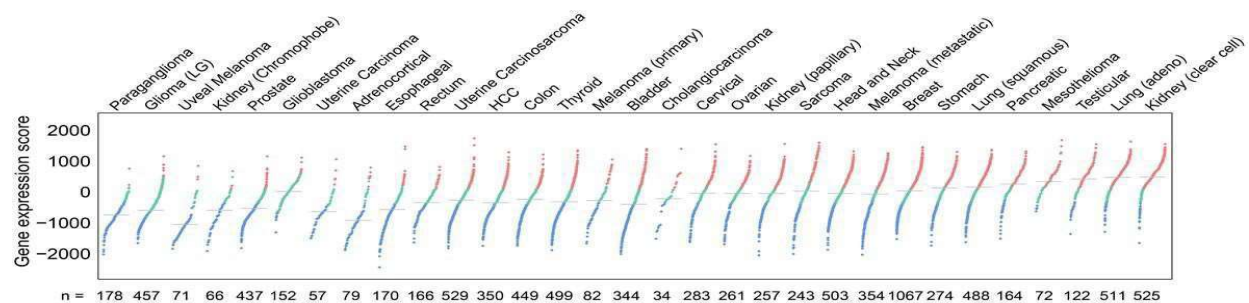 Paraganglioma
Glioma (LG)
Uveal Melanoma
Kidney (Chromophobe)
Prostate
Glioblastoma
Uterine Carcinoma
Adrenocortical
Esophageal
Rectum
Uterine Carcinosarcoma
HCC
Colon
Thyroid
Melanoma (primary)
Bladder
Cholangiocarcinoma
Cervical
Ovarian
Kidney (papillary)
Sarcoma
Head and Neck
Melanoma (metastatic)
Breast
Stomach
Lung (squamous)
Pancreatic
Mesothelioma
Testicular
Lung (adeno)
Kidney (clear cell)
Gene expression score
2000
1000
0
−1000
−2000
n = 178 457 71 66 437 152 57 79 170 166 529 350 449 499 82 344 34 283 261 257 243 503 354 1067 274 488 164 72 122 511 525